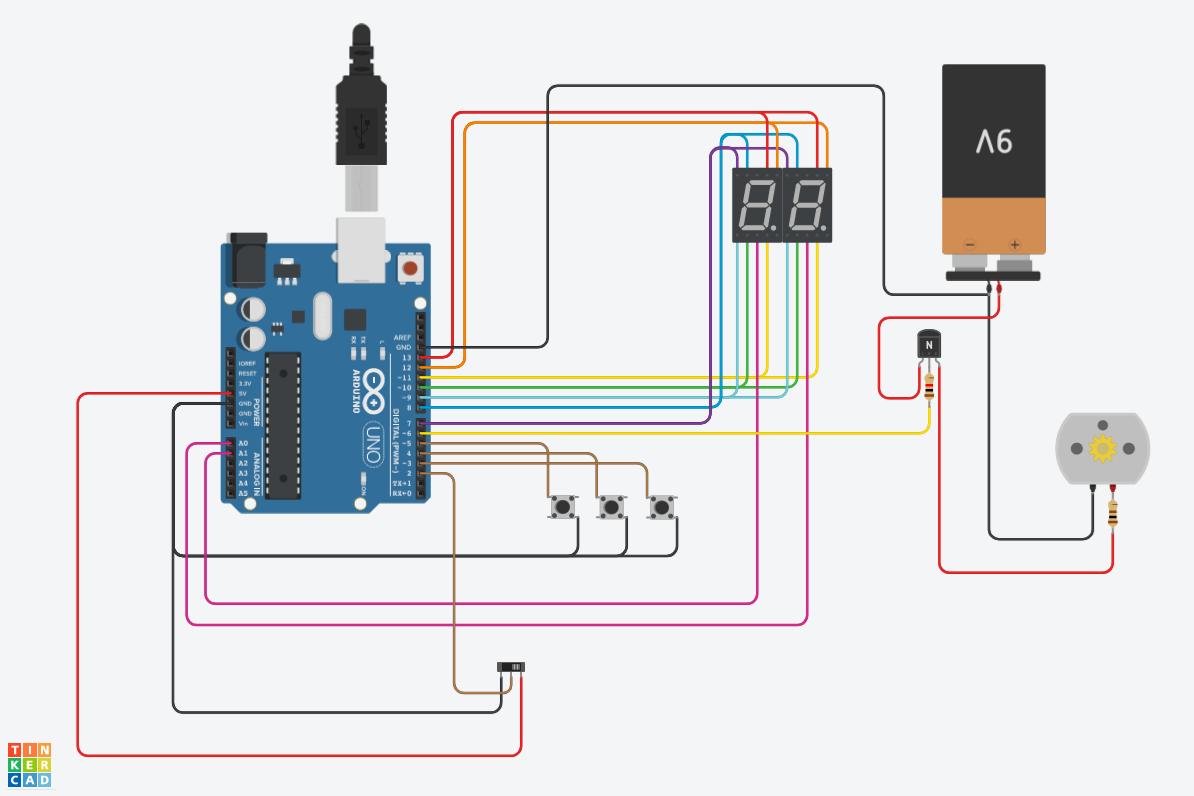 9V
- +
N
8.
8.
RX
TX
L
AREF
GND
13
12
~11
~10
~9
8
7
~6
~5
4
~3
2
TX→1
RX←0
DIGITAL (PWM~)
ARDUINO
UNO
ON
IOREF
RESET
3.3V
5V
GND
GND
Vin
POWER
A0
A1
A2
A3
A4
A5
ANALOG IN
TIN
KER
CAD